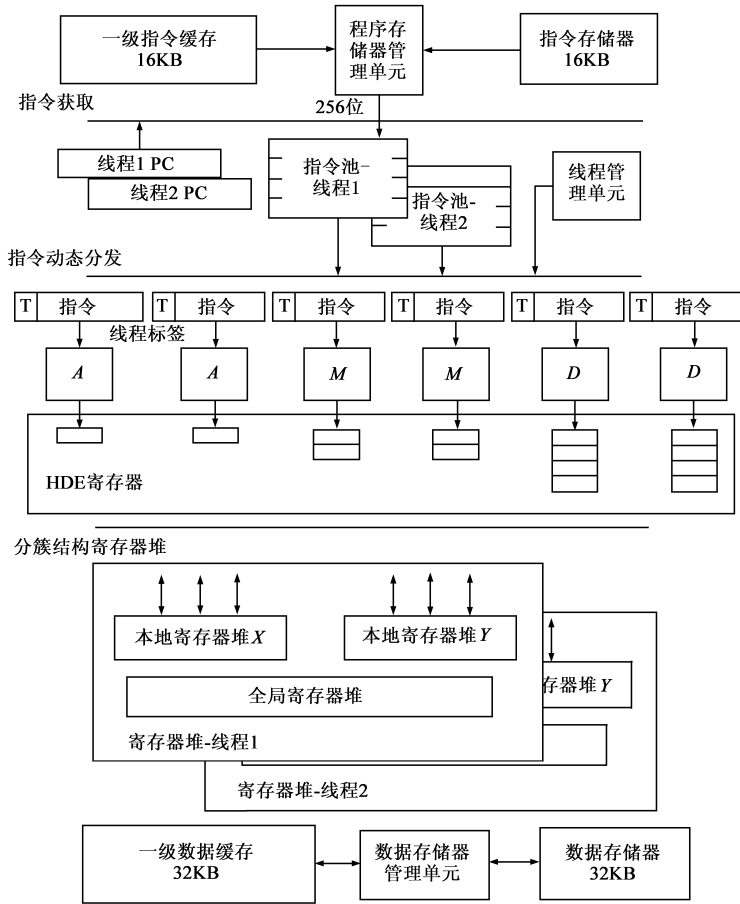 一级指令缓存
16KB
程序存
储器管
理单元
指令存储器
16KB
指令获取
256位
线程1 PC
线程2 PC
指令池-
线程1
指令池-
线程2
线程管
理单元
指令动态分发
T 指令
T 指令
T 指令
T 指令
T 指令
T 指令
线程标签
A
A
M
M
D
D
HDE寄存器
分簇结构寄存器堆
本地寄存器堆X
本地寄存器堆Y
存器堆Y
全局寄存器堆
寄存器堆-线程1
寄存器堆-线程2
一级数据缓存
32KB
数据存储器
管理单元
数据存储器
32KB